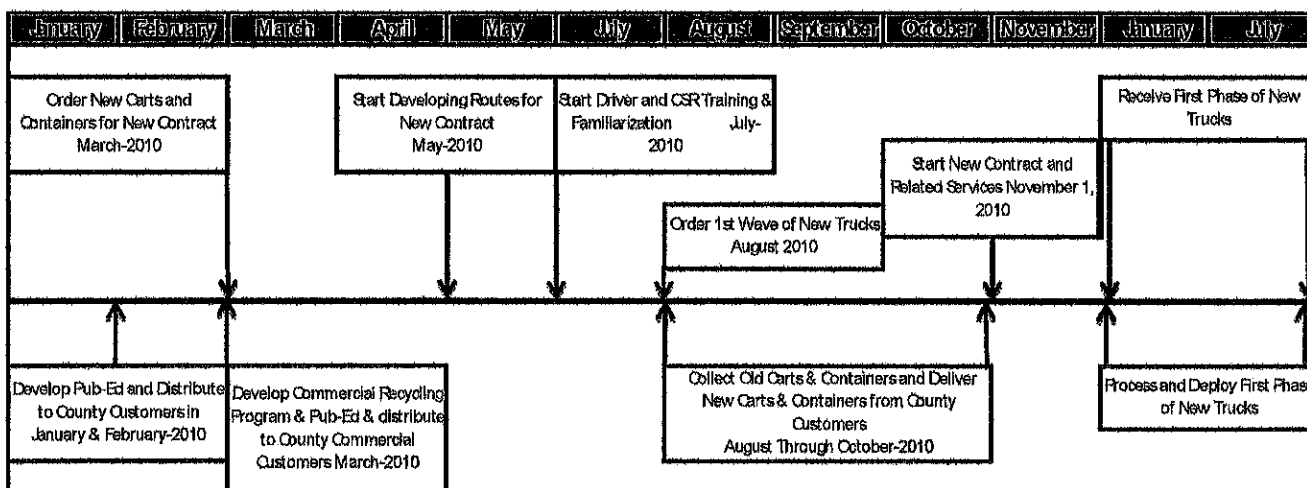 January February March April May July August September October November January July
Order New Carts and
Containers for New Contract
March-2010
Start Developing Routes for
New Contract
May-2010
Start Driver and CSR Training &
Familiarization July-
2010
Receive First Phase of New
Trucks
Start New Contract and
Related Services November 1,
2010
Order 1st Wave of New Trucks
August 2010
Develop Pub-Ed and Distribute
to County Customers in
January & February-2010
Develop Commercial Recycling
Program & Pub-Ed & distribute
to County Commercial
Customers March-2010
Collect Old Carts & Containers and Deliver
New Carts & Containers from County
Customers
August Through October-2010
Process and Deploy First Phase
of New Trucks